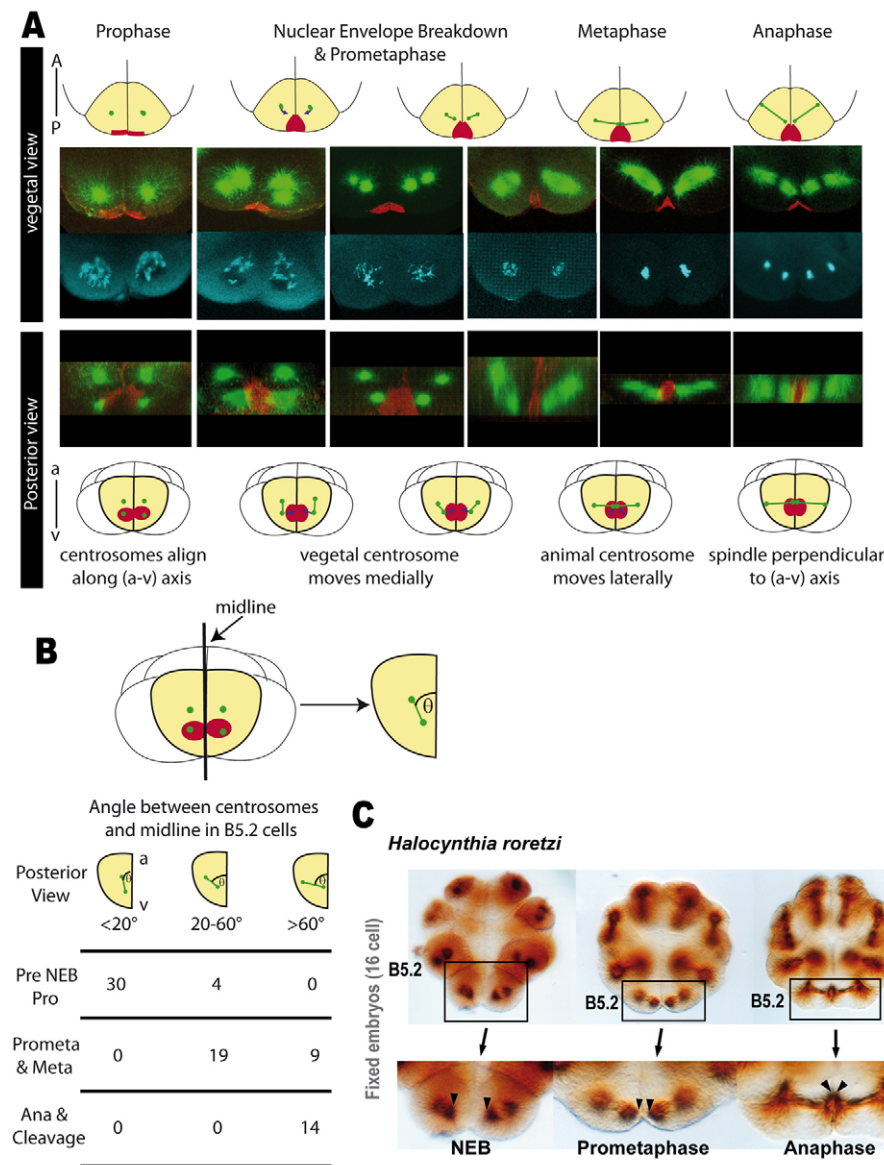 A
Prophase
Nuclear Envelope Breakdown
& Prometaphase
Metaphase
Anaphase
A
P
vegetal view
Posterior view
a
v
centrosomes align
along (a-v) axis
vegetal centrosome
moves medially
animal centrosome
moves laterally
spindle perpendicular
to (a-v) axis
B
midline
θ
Angle between centrosomes
and midline in B5.2 cells
Posterior
View
a
v
θ
θ
θ
<20°
20-60°
>60°
Pre NEB
Pro
30
4
0
Prometa
& Meta
0
19
9
Ana &
Cleavage
0
0
14
C
Halocynthia roretzi
Fixed embryos (16 cell)
B5.2
B5.2
B5.2
NEB
Prometaphase
Anaphase